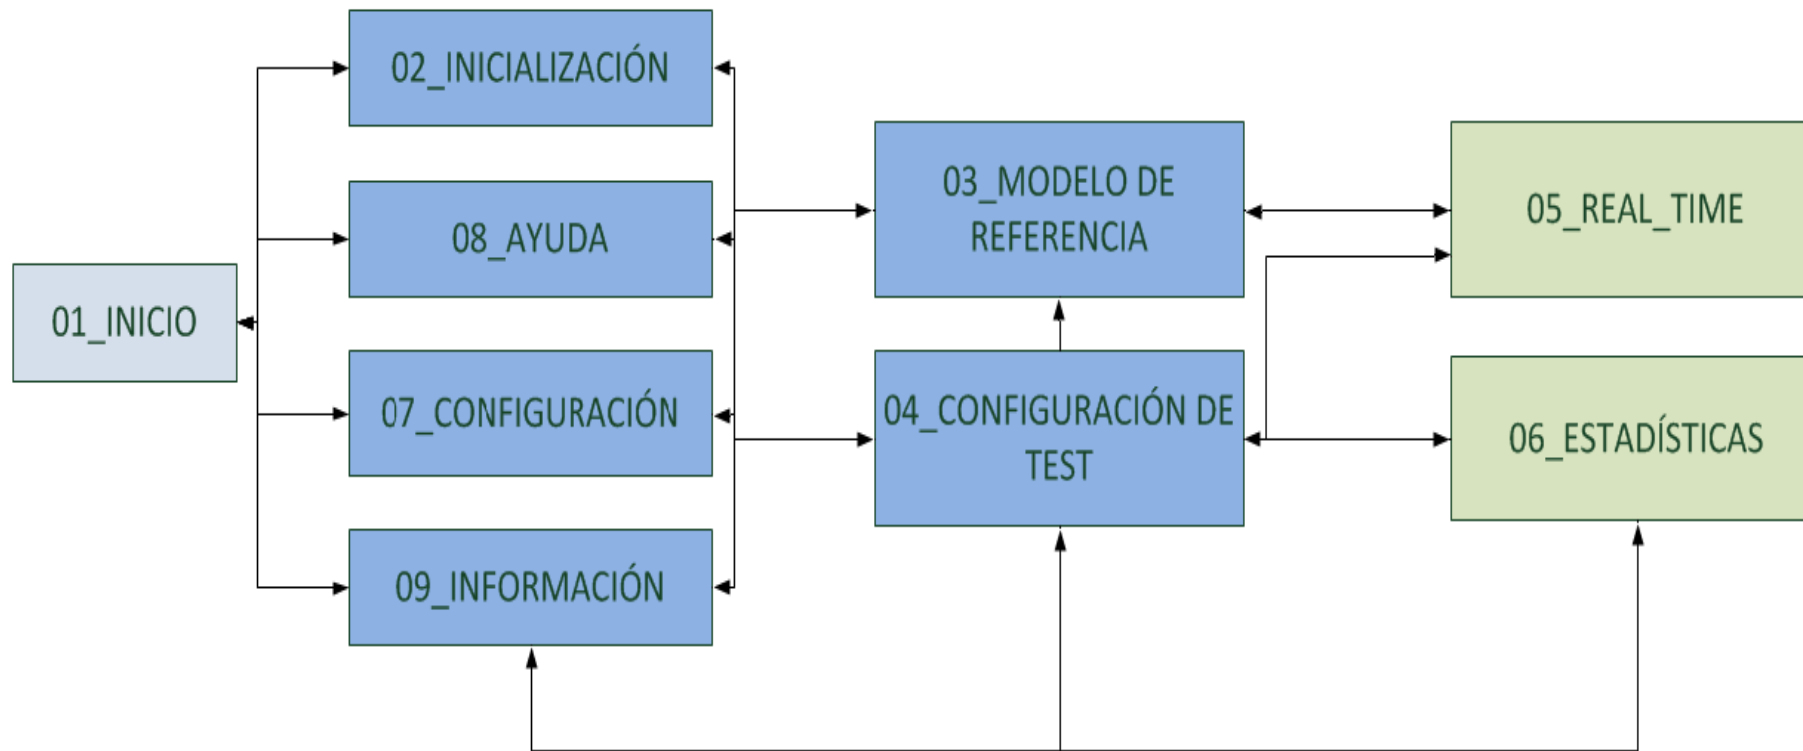 01_INICIO
02_INICIALIZACIÓN
08_AYUDA
07_CONFIGURACIÓN
09_INFORMACIÓN
03_MODELO DE
REFERENCIA
04_CONFIGURACIÓN DE
TEST
05_REAL_TIME
06_ESTADÍSTICAS